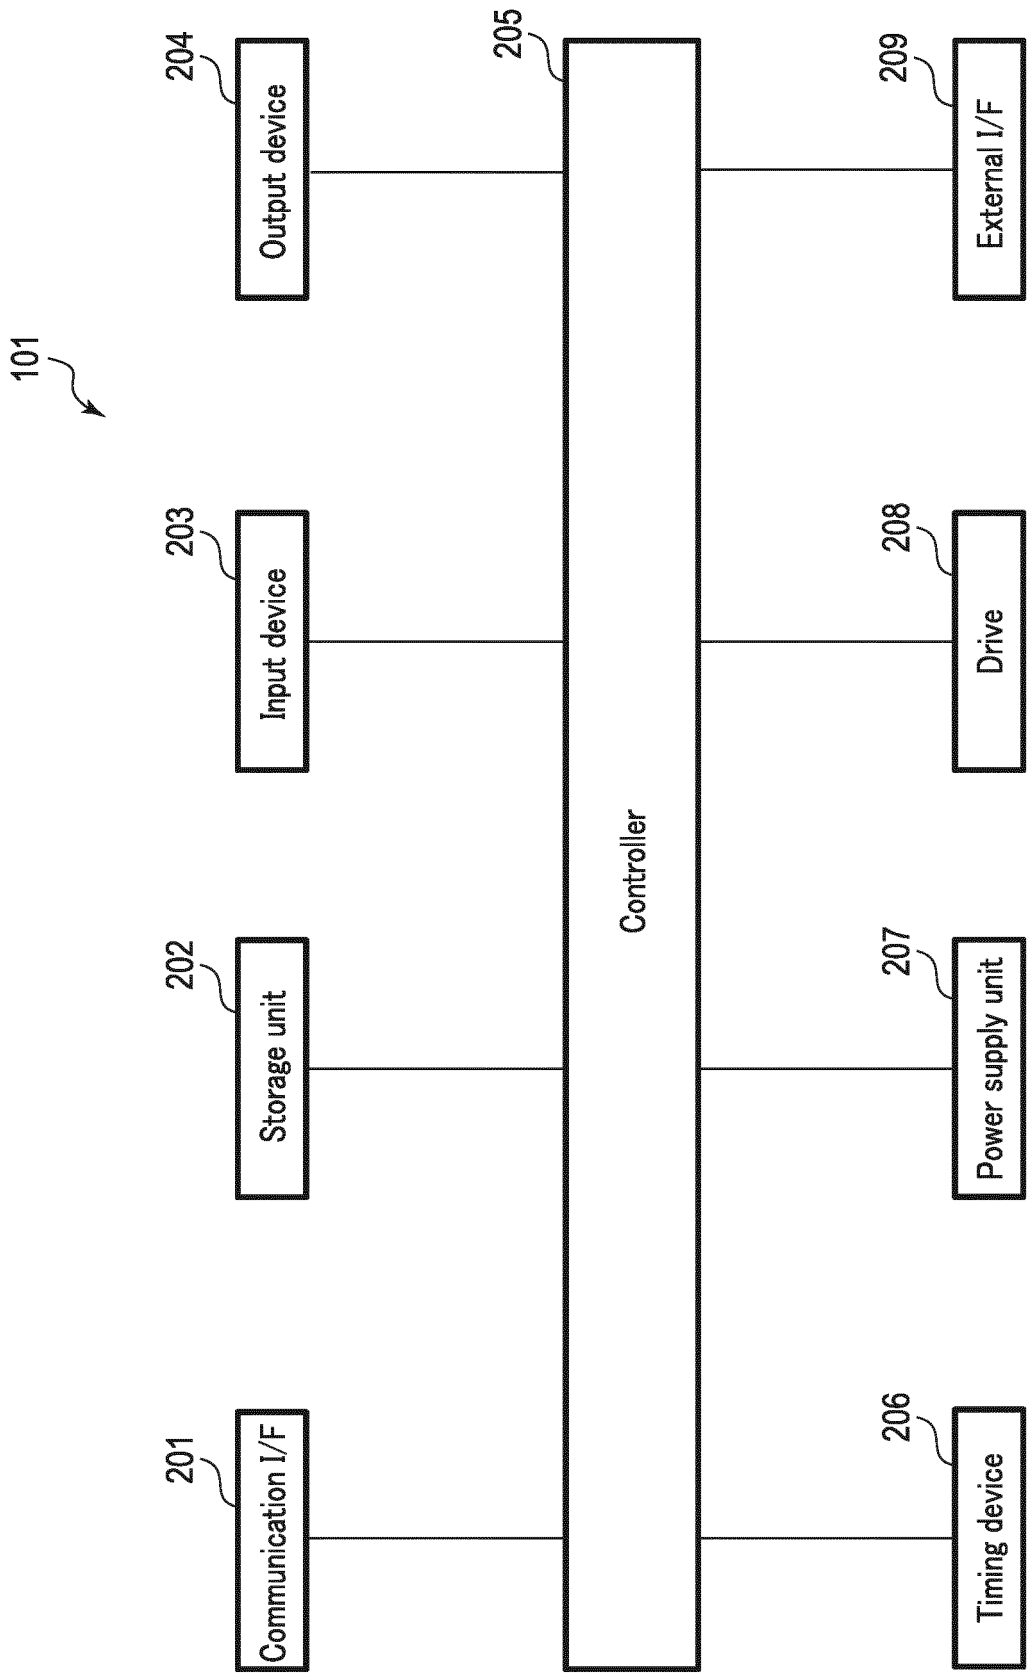 101
201
202
203
204
Communication I/F
Storage unit
Input device
Output device
205
Controller
206
207
208
209
Timing device
Power supply unit
Drive
External I/F